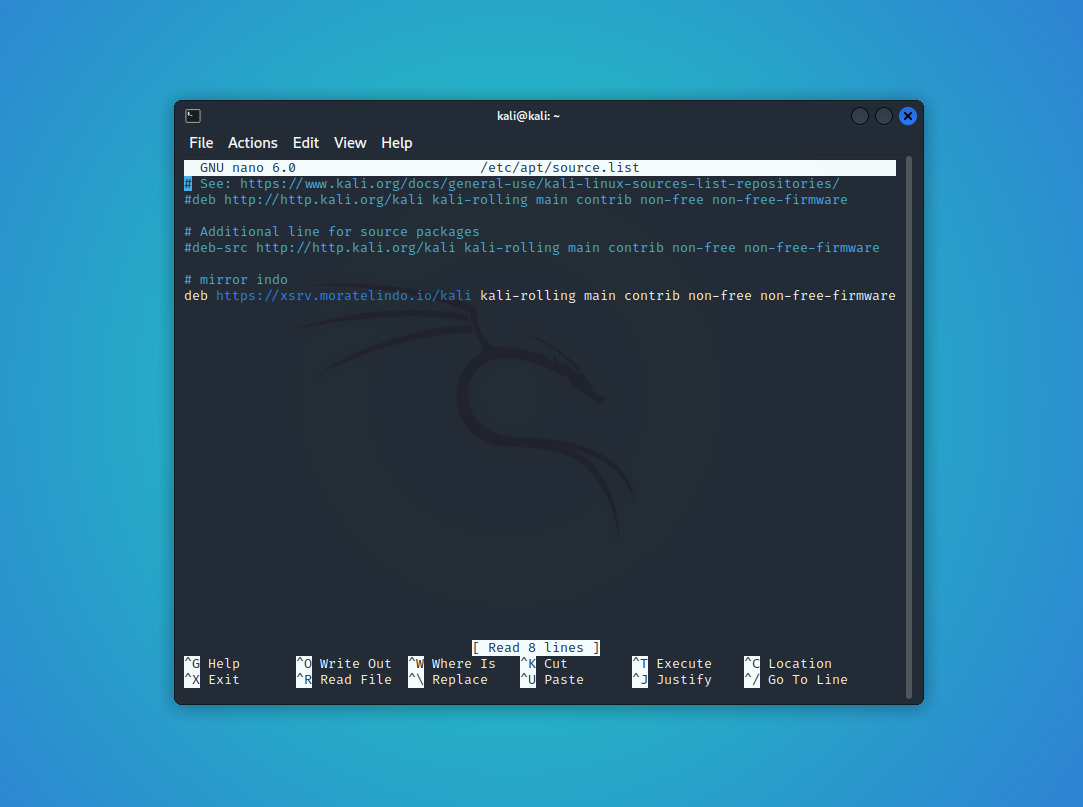 kali@kali: ~
File Actions Edit View Help
GNU nano 6.0 /etc/apt/source.list
# See: https://www.kali.org/docs/general-use/kali-linux-sources-list-repositories/
#deb http://http.kali.org/kali kali-rolling main contrib non-free non-free-firmware
# Additional line for source packages
#deb-src http://http.kali.org/kali kali-rolling main contrib non-free non-free-firmware
# mirror indo
deb https://xsrv.moratelindo.io/kali kali-rolling main contrib non-free non-free-firmware
[ Read 8 lines ]
^G Help ^O Write Out ^W Where Is ^K Cut ^T Execute ^C Location
^X Exit ^R Read File ^\ Replace ^U Paste ^J Justify ^/ Go To Line